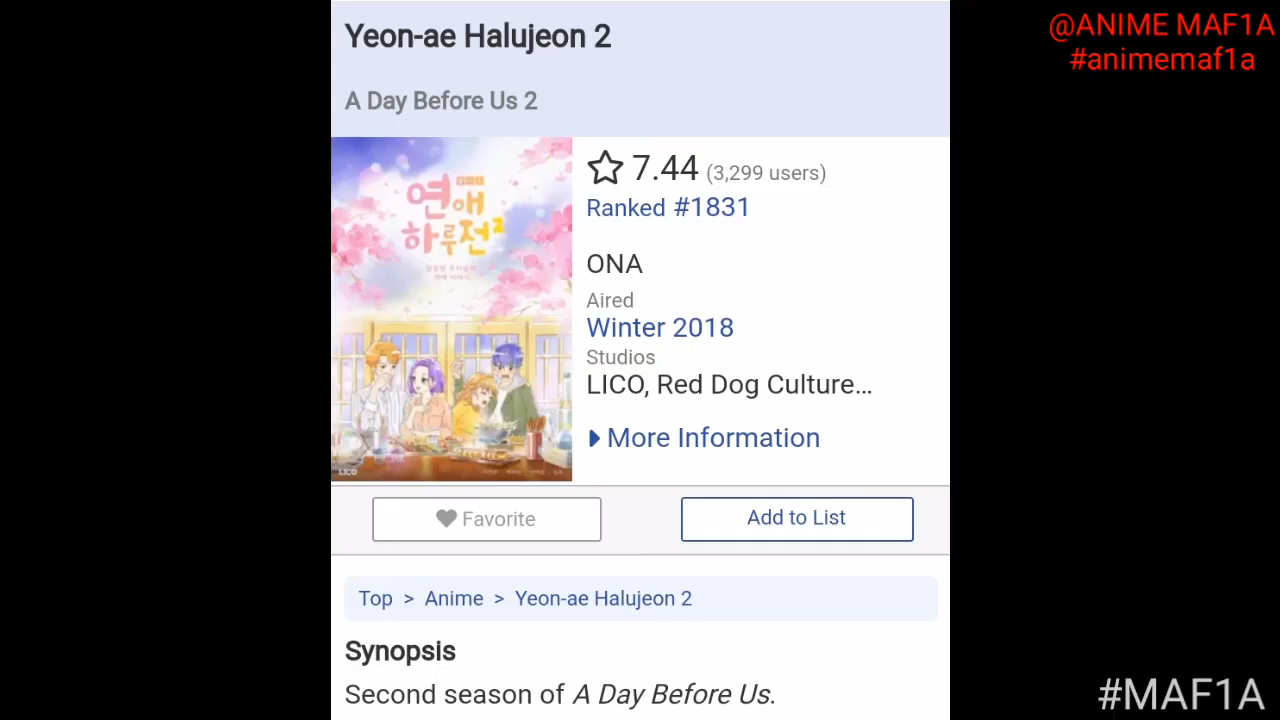 @ANIME MAF1A
#animemaf1a
Yeon-ae Halujeon 2
A Day Before Us 2
연애
하루전2
LICO
7.44 (3,299 users)
Ranked #1831
ONA
Aired
Winter 2018
Studios
LICO, Red Dog Culture...
More Information
Favorite
Add to List
Top > Anime > Yeon-ae Halujeon 2
Synopsis
Second season of A Day Before Us.
#MAF1A